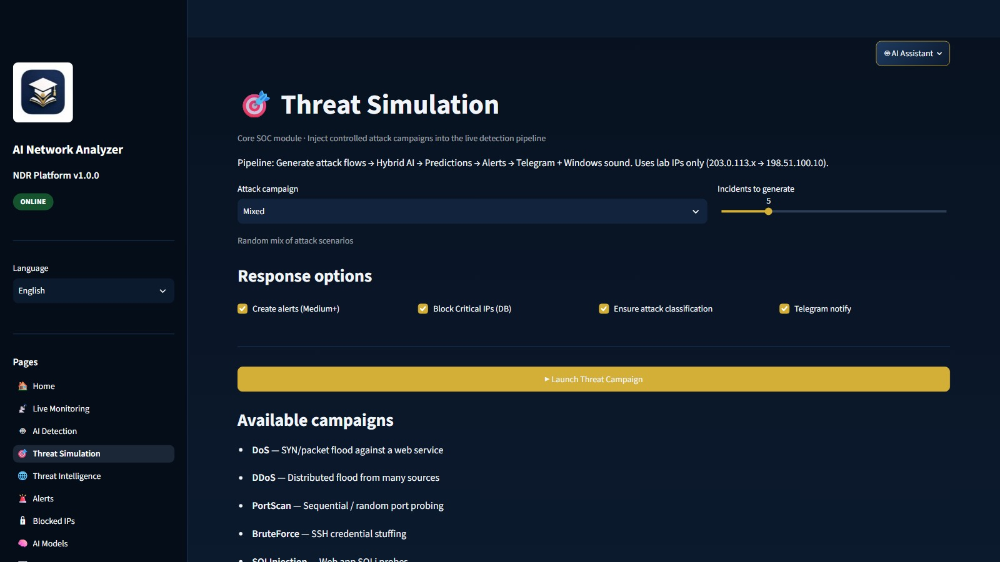 AI Network Analyzer
NDR Platform v1.0.0
ONLINE
Language
English
Pages
Home
Live Monitoring
AI Detection
Threat Simulation
Threat Intelligence
Alerts
Blocked IPs
AI Models
AI Assistant
Threat Simulation
Core SOC module · Inject controlled attack campaigns into the live detection pipeline
Pipeline: Generate attack flows → Hybrid AI → Predictions → Alerts → Telegram + Windows sound. Uses lab IPs only (203.0.113.x → 198.51.100.10).
Attack campaign
Mixed
Random mix of attack scenarios
Incidents to generate
5
Response options
Create alerts (Medium+)
Block Critical IPs (DB)
Ensure attack classification
Telegram notify
Launch Threat Campaign
Available campaigns
• DoS — SYN/packet flood against a web service
• DDoS — Distributed flood from many sources
• PortScan — Sequential / random port probing
• BruteForce — SSH credential stuffing
• SQLInjection — Web app SQLi probes